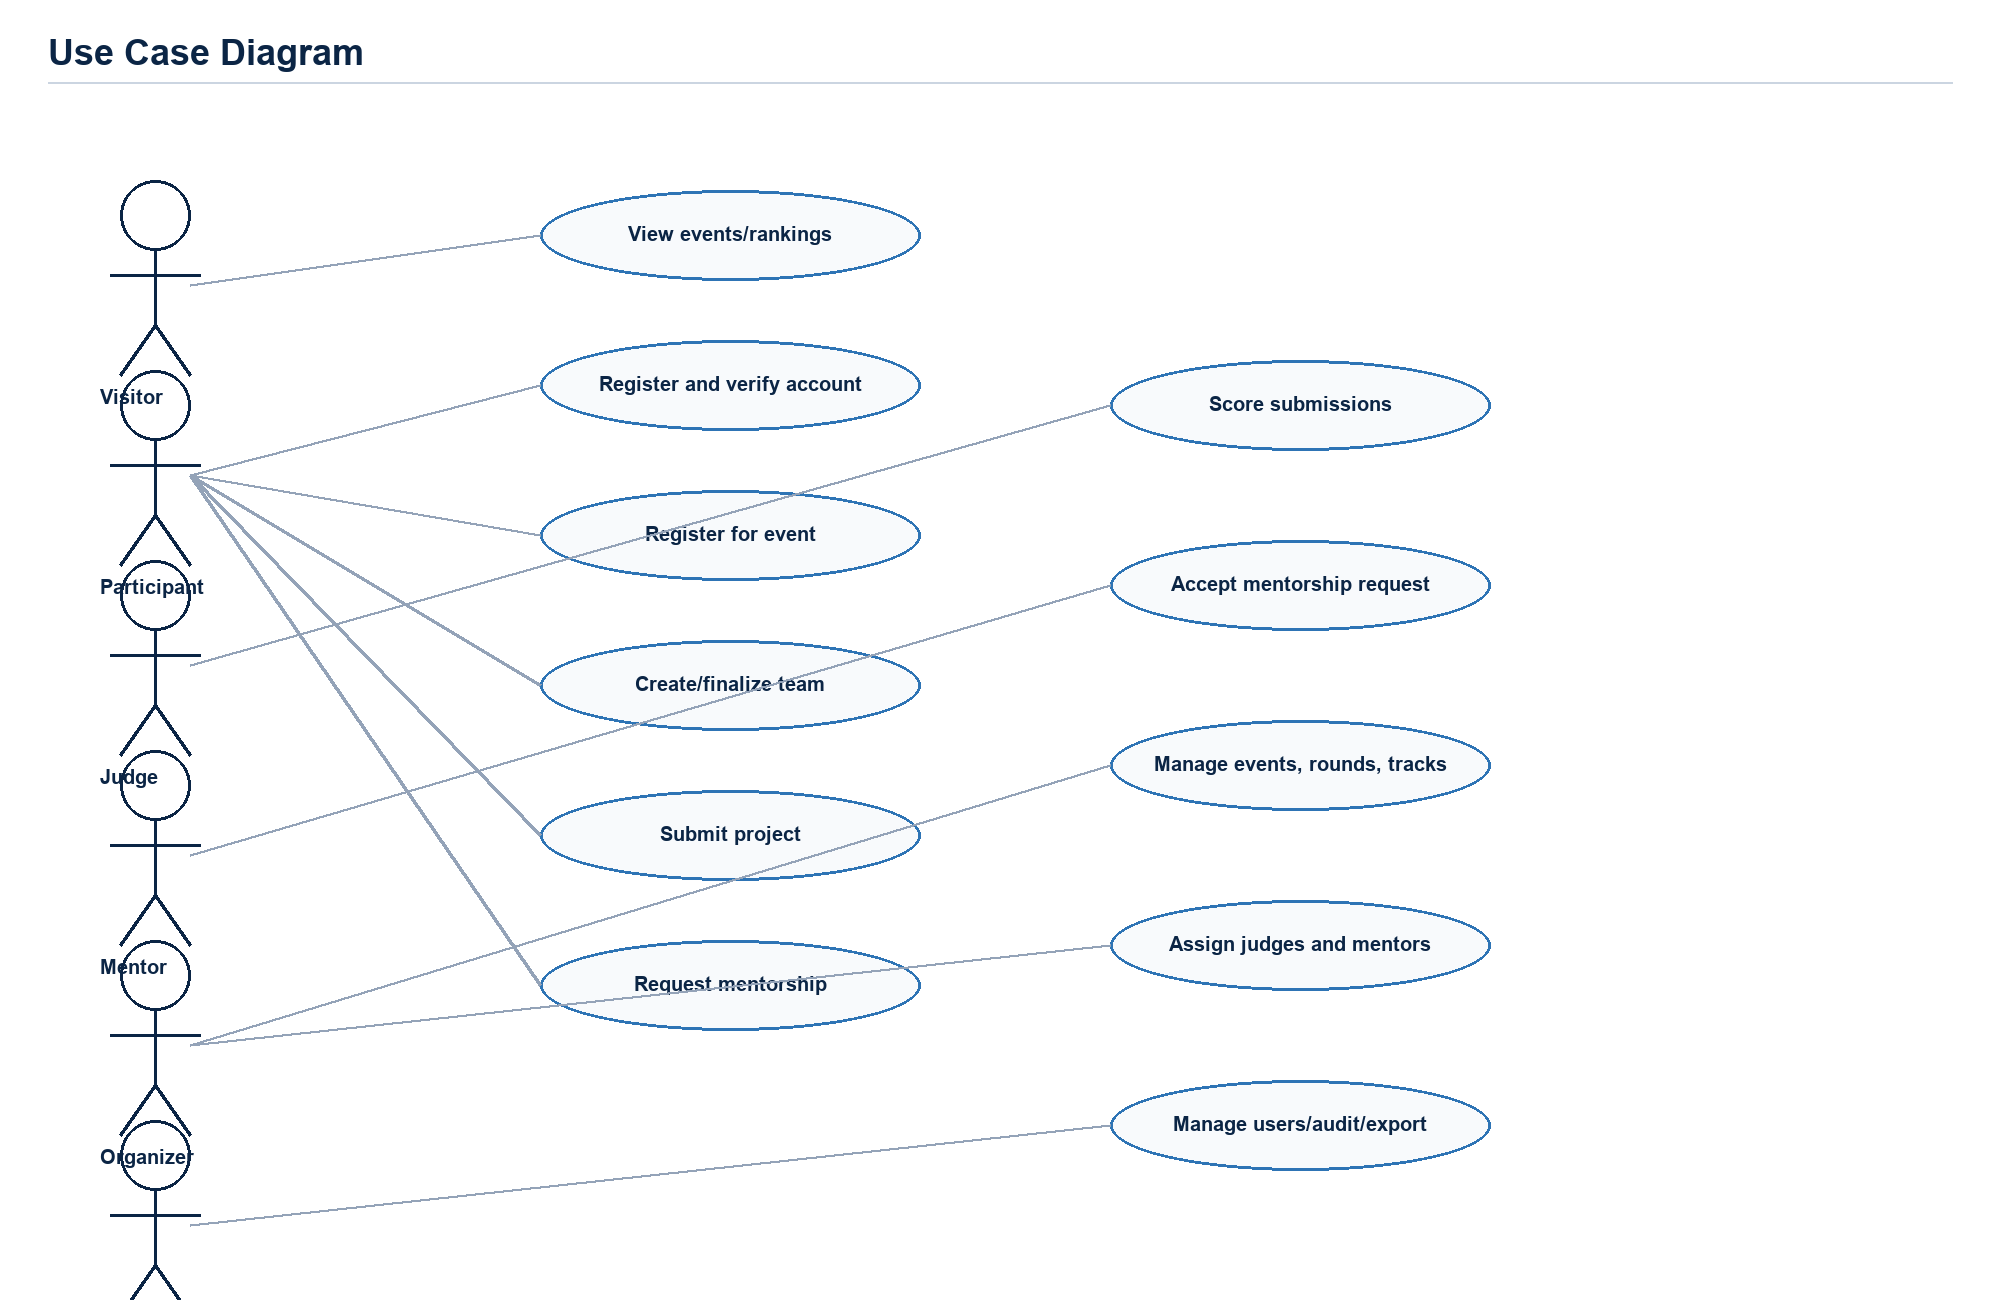 Use Case Diagram
View events/rankings
Visitor
Register and verify account
Score submissions
Register for event
Participant
Accept mentorship request
Create/finalize team
Judge
Manage events, rounds, tracks
Submit project
Mentor
Assign judges and mentors
Request mentorship
Organizer
Manage users/audit/export